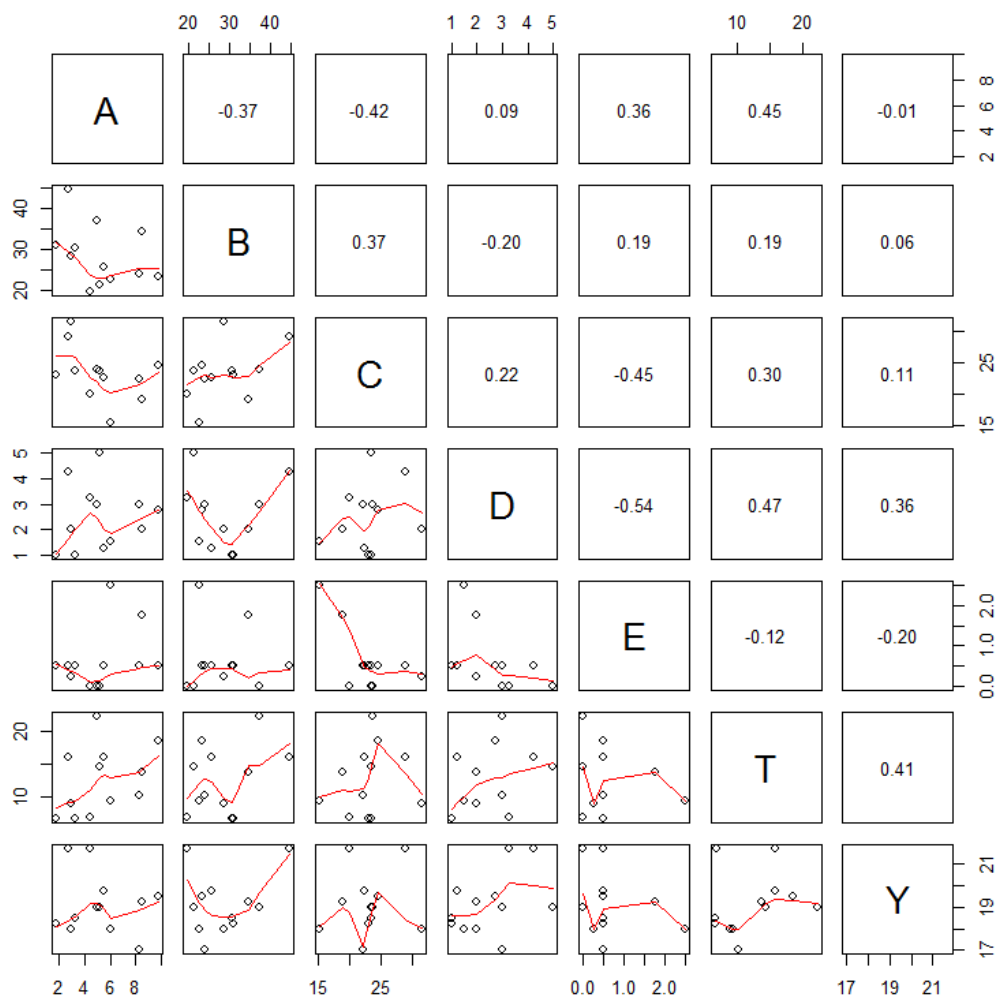 20 30 40 1 2 3 4 5 10 20
A -0.37 -0.42 0.09 0.36 0.45 -0.01 2 4 6 8
20 30 40 B 0.37 -0.20 0.19 0.19 0.06
C 0.22 -0.45 0.30 0.11 15 25
1 2 3 4 5 D -0.54 0.47 0.36
E -0.12 -0.20 0.0 1.0 2.0
10 20 T 0.41
Y 17 19 21
2 4 6 8 15 25 0.0 1.0 2.0 17 19 21